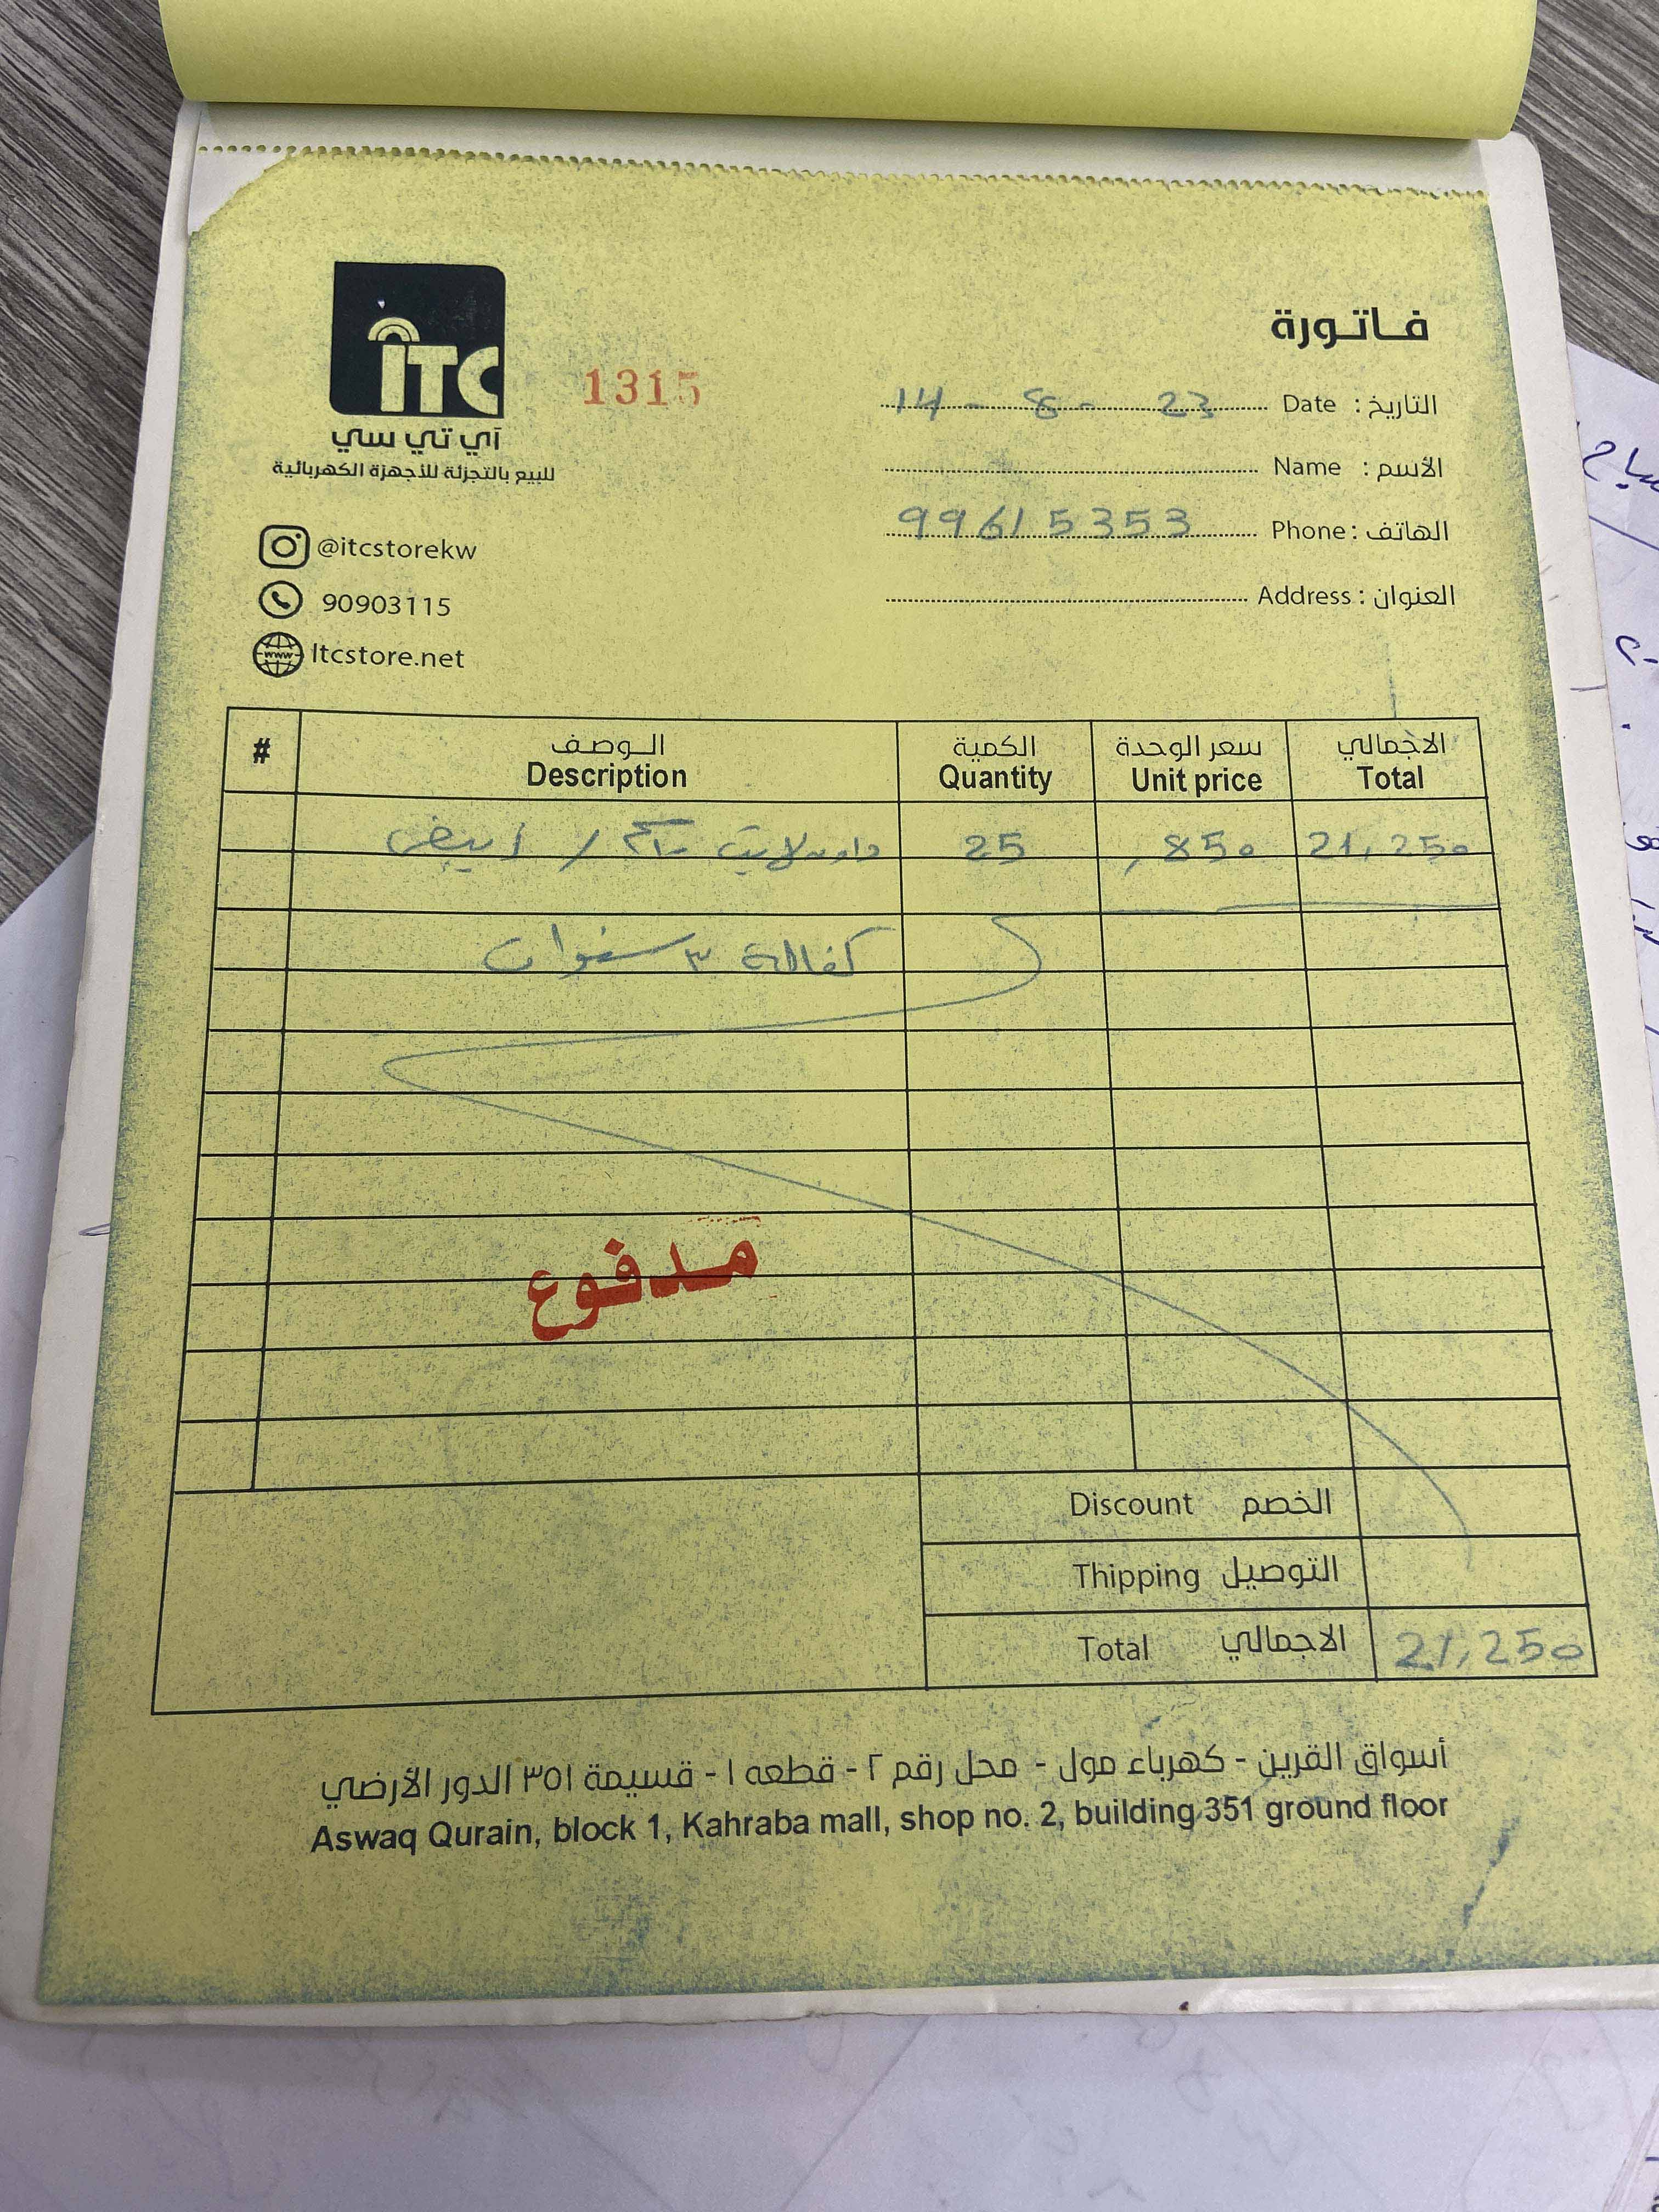 فاتورة
iTC
1315
آي تي سي
للبيع بالتجزئة للأجهزة الكهربائية
التاريخ : Date 14 - 8 - 23
الأسم : Name
الهاتف : Phone 99615353
العنوان : Address
@itcstorekw
90903115
Itcstore.net
# الوصف الكمية سعر الوحدة الاجمالي
Description Quantity Unit price Total
داون لايت / أبيض 25 ,850 21,250
كفالة ٣ سنوات
مدفوع
Discount الخصم
Thipping التوصيل
Total الاجمالي 21,250
أسواق القرين - كهرباء مول - محل رقم ٢ - قطعه ١ - قسيمة ٣٥١ الدور الأرضي
Aswaq Qurain, block 1, Kahraba mall, shop no. 2, building 351 ground floor